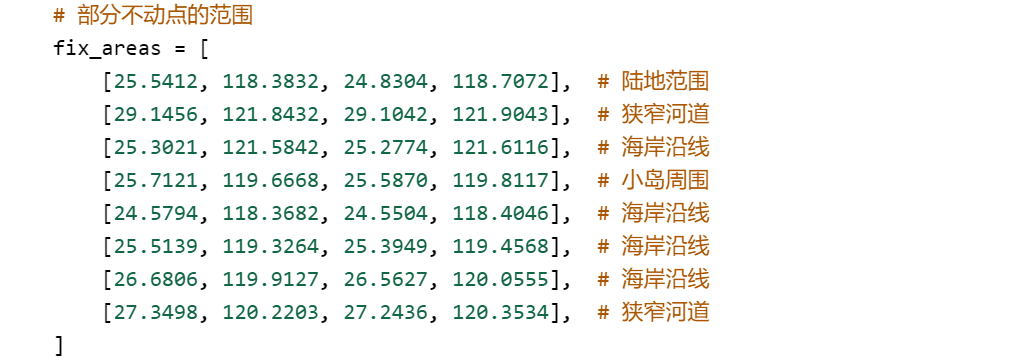 # 部分不动点的范围
fix_areas = [
[25.5412, 118.3832, 24.8304, 118.7072],  # 陆地范围
[29.1456, 121.8432, 29.1042, 121.9043],  # 狭窄河道
[25.3021, 121.5842, 25.2774, 121.6116],  # 海岸沿线
[25.7121, 119.6668, 25.5870, 119.8117],  # 小岛周围
[24.5794, 118.3682, 24.5504, 118.4046],  # 海岸沿线
[25.5139, 119.3264, 25.3949, 119.4568],  # 海岸沿线
[26.6806, 119.9127, 26.5627, 120.0555],  # 海岸沿线
[27.3498, 120.2203, 27.2436, 120.3534],  # 狭窄河道
]